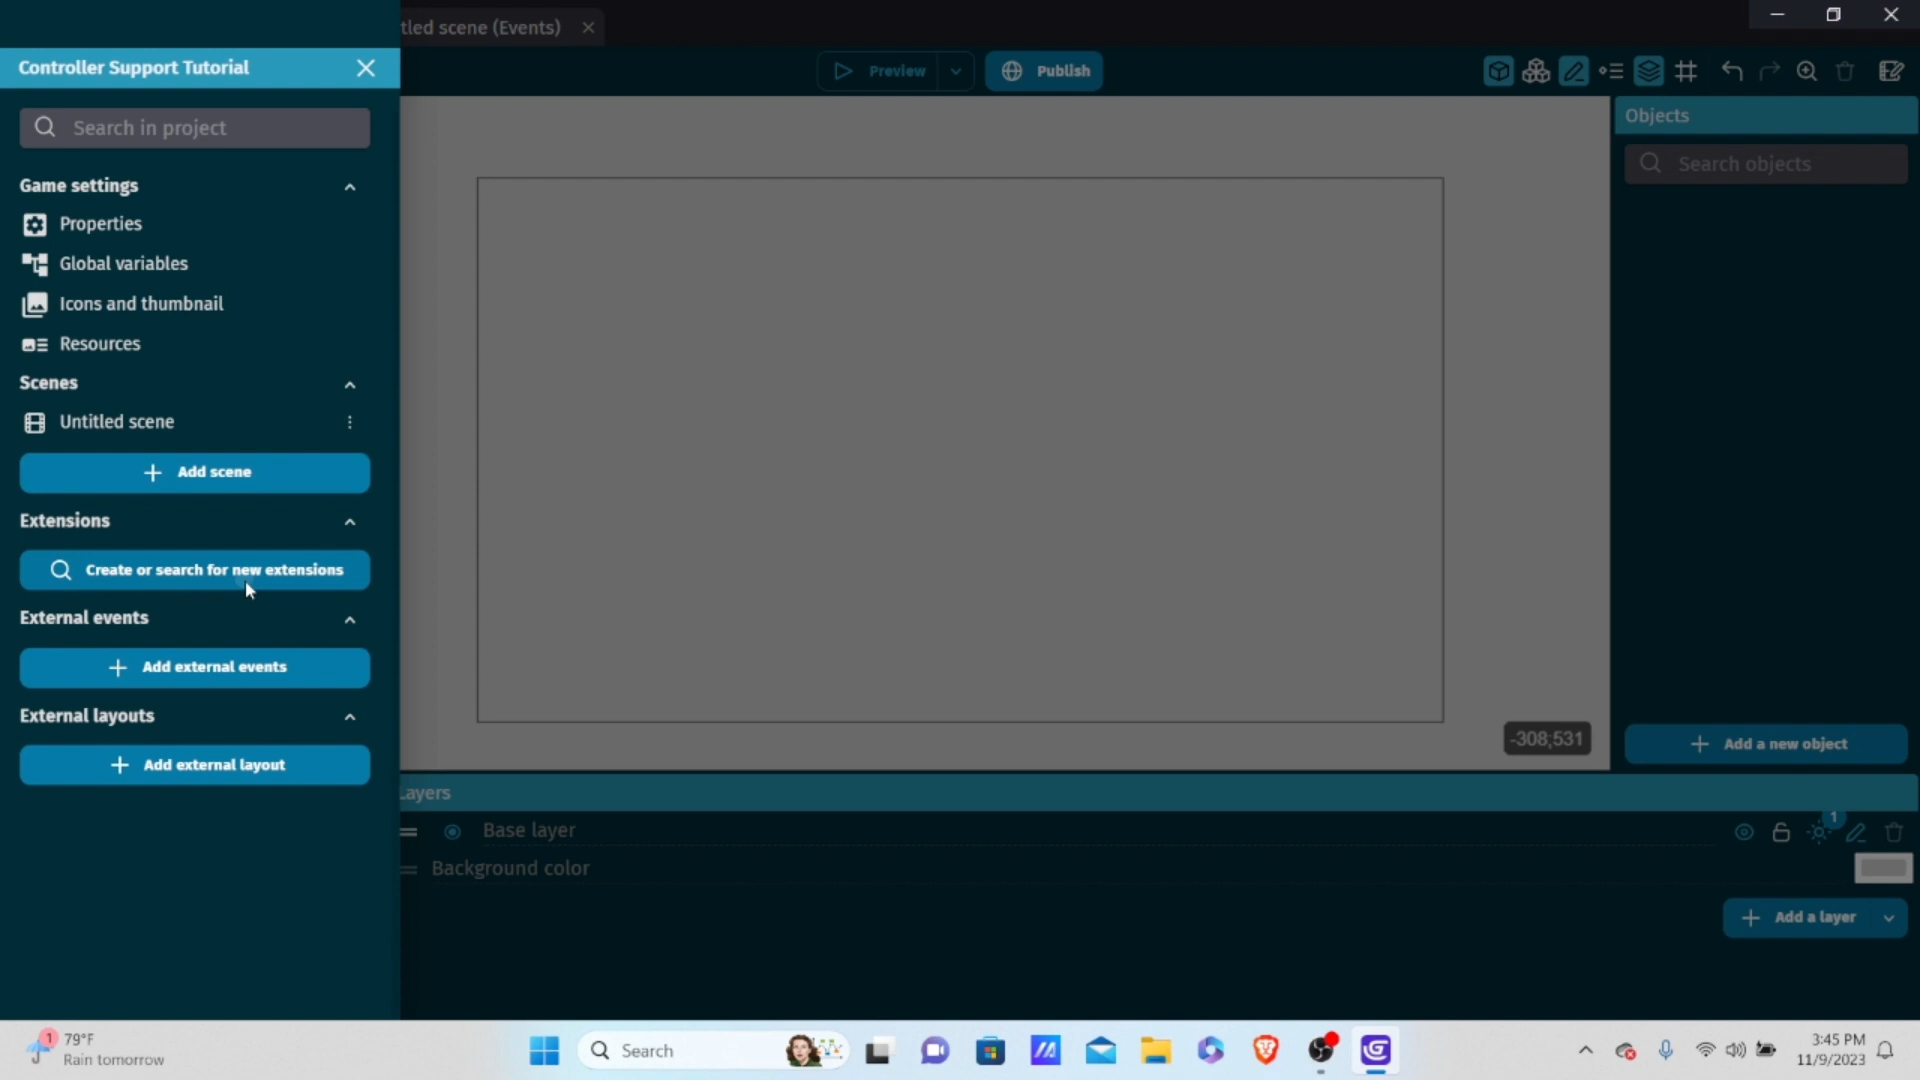 tled scene (Events)
Controller Support Tutorial
Preview
Publish
Search in project
Objects
Search objects
Game settings
Properties
Global variables
Icons and thumbnail
Resources
Scenes
Untitled scene
Add scene
Extensions
Create or search for new extensions
External events
Add external events
External layouts
Add external layout
-308;531
Add a new object
Layers
Base layer
1
Background color
Add a layer
1
79°F
Rain tomorrow
Search
3:45 PM
11/9/2023